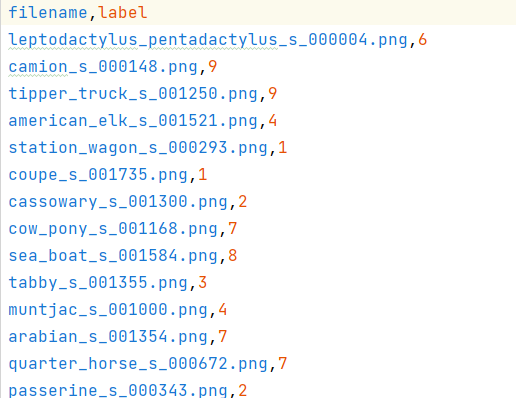 filename,label
leptodactylus_pentadactylus_s_000004.png,6
camion_s_000148.png,9
tipper_truck_s_001250.png,9
american_elk_s_001521.png,4
station_wagon_s_000293.png,1
coupe_s_001735.png,1
cassowary_s_001300.png,2
cow_pony_s_001168.png,7
sea_boat_s_001584.png,8
tabby_s_001355.png,3
muntjac_s_001000.png,4
arabian_s_001354.png,7
quarter_horse_s_000672.png,7
passerine_s_000343.png,2